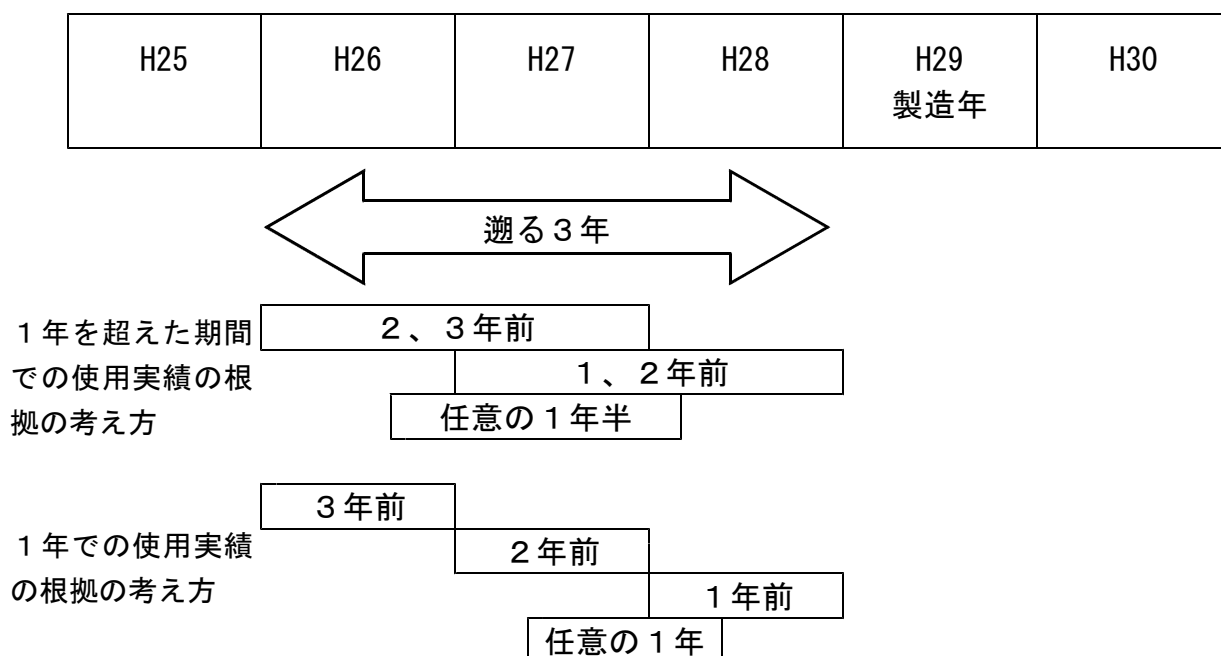 H25 H26 H27 H28 H29 H30
製造年
遡る３年
１年を超えた期間
での使用実績の根
拠の考え方
２、３年前
１、２年前
任意の１年半
１年での使用実績
の根拠の考え方
３年前
２年前
１年前
任意の１年